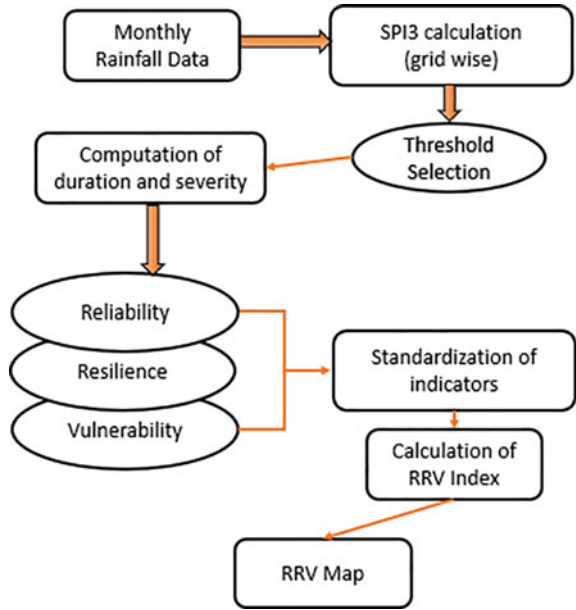 Monthly
Rainfall Data
SPI3 calculation
(grid wise)
Threshold
Selection
Computation of
duration and severity
Reliability
Resilience
Vulnerability
Standardization of
indicators
Calculation of
RRV Index
RRV Map